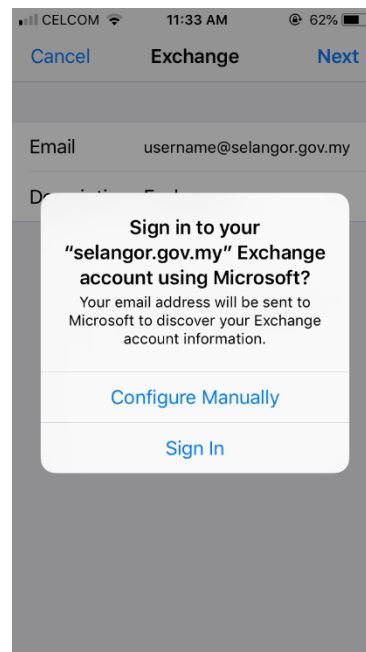 CELCOM 11:33 AM 62%
Cancel Exchange Next
Email username@selangor.gov.my
Sign in to your
“selangor.gov.my” Exchange
account using Microsoft?
Your email address will be sent to
Microsoft to discover your Exchange
account information.
Configure Manually
Sign In